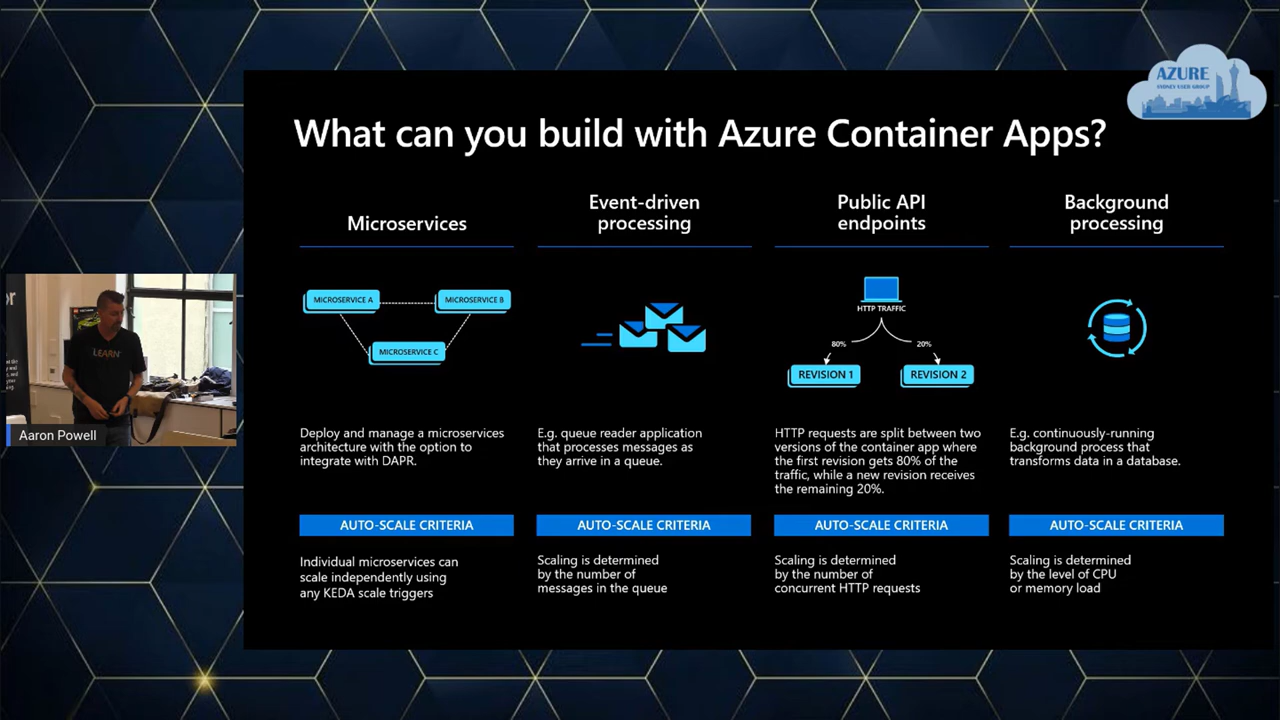 AZURE
SYDNEY USER GROUP
What can you build with Azure Container Apps?
Microservices
MICROSERVICE A
MICROSERVICE B
MICROSERVICE C
Deploy and manage a microservices
architecture with the option to
integrate with DAPR.
AUTO-SCALE CRITERIA
Individual microservices can
scale independently using
any KEDA scale triggers
Event-driven
processing
E.g. queue reader application
that processes messages as
they arrive in a queue.
AUTO-SCALE CRITERIA
Scaling is determined
by the number of
messages in the queue
Public API
endpoints
HTTP TRAFFIC
80%
20%
REVISION 1
REVISION 2
HTTP requests are split between two
versions of the container app where
the first revision gets 80% of the
traffic, while a new revision receives
the remaining 20%.
AUTO-SCALE CRITERIA
Scaling is determined
by the number of
concurrent HTTP requests
Background
processing
E.g. continuously-running
background process that
transforms data in a database.
AUTO-SCALE CRITERIA
Scaling is determined
by the level of CPU
or memory load
LEARN
Aaron Powell